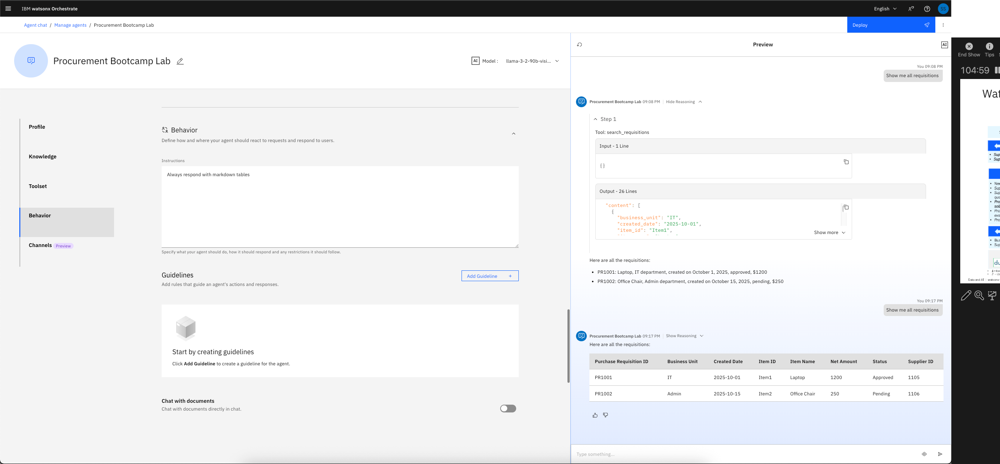 IBM watsonx Orchestrate
English
SS
Agent chat / Manage agents / Procurement Bootcamp Lab
Deploy
Procurement Bootcamp Lab
AI Model : llama-3-2-90b-visi...
Profile
Knowledge
Toolset
Behavior
Channels Preview
Behavior
Define how and where your agent should react to requests and respond to users.
Instructions
Always respond with markdown tables
Specify what your agent should do, how it should respond and any restrictions it should follow.
Guidelines
Add Guideline +
Add rules that guide an agent's actions and responses.
Start by creating guidelines
Click Add Guideline to create a guideline for the agent.
Chat with documents
Chat with documents directly in chat.
Preview
AI
You 09:08 PM
Show me all requisitions
Procurement Bootcamp Lab 09:08 PM Hide Reasoning
Step 1
Tool: search_requisitions
Input - 1 Line
{}
Output - 26 Lines
"content": [
{
"business_unit": "IT",
"created_date": "2025-10-01",
"item_id": "Item1",
Show more
Here are all the requisitions:
• PR1001: Laptop, IT department, created on October 1, 2025, approved, $1200
• PR1002: Office Chair, Admin department, created on October 15, 2025, pending, $250
You 09:17 PM
Show me all requisitions
Procurement Bootcamp Lab 09:17 PM Show Reasoning
Here are all the requisitions:
Purchase Requisition ID Business Unit Created Date Item ID Item Name Net Amount Status Supplier ID
PR1001 IT 2025-10-01 Item1 Laptop 1200 Approved 1105
PR1002 Admin 2025-10-15 Item2 Office Chair 250 Pending 1106
Type something...
End Show Tips
104:59
Wat
Data and AI